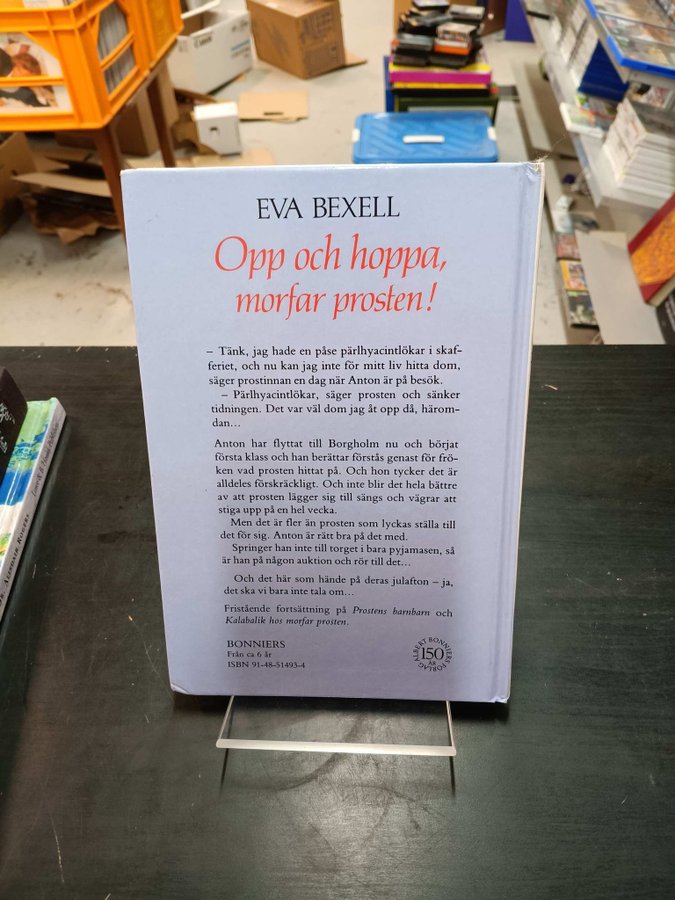 EVA BEXELL
Opp och hoppa,
morfar prosten!
– Tänk, jag hade en påse pärlhyacintlökar i skaf-
feriet, och nu kan jag inte för mitt liv hitta dom,
säger prostinnan en dag när Anton är på besök.
– Pärlhyacintlökar, säger prosten och sänker
tidningen. Det var väl dom jag åt opp då, härom-
dan...
Anton har flyttat till Borgholm nu och börjat
första klass och han berättar förstås genast för frö-
ken vad prosten hittat på. Och hon tycker det är
alldeles förskräckligt. Och inte blir det hela bättre
av att prosten lägger sig till sängs och vägrar att
stiga upp på en hel vecka.
Men det är fler än prosten som lyckas ställa till
det för sig. Anton är rätt bra på det med.
Springer han inte till torget i bara pyjamasen, så
är han på någon auktion och rör till det...
Och det här som hände på deras julafton – ja,
det ska vi bara inte tala om...
Fristående fortsättning på Prostens barnbarn och
Kalabalik hos morfar prosten.
BONNIERS
Från ca 6 år
ISBN 91-48-51493-4
ALBERT BONNIERS FÖRLAG
150
ÅR